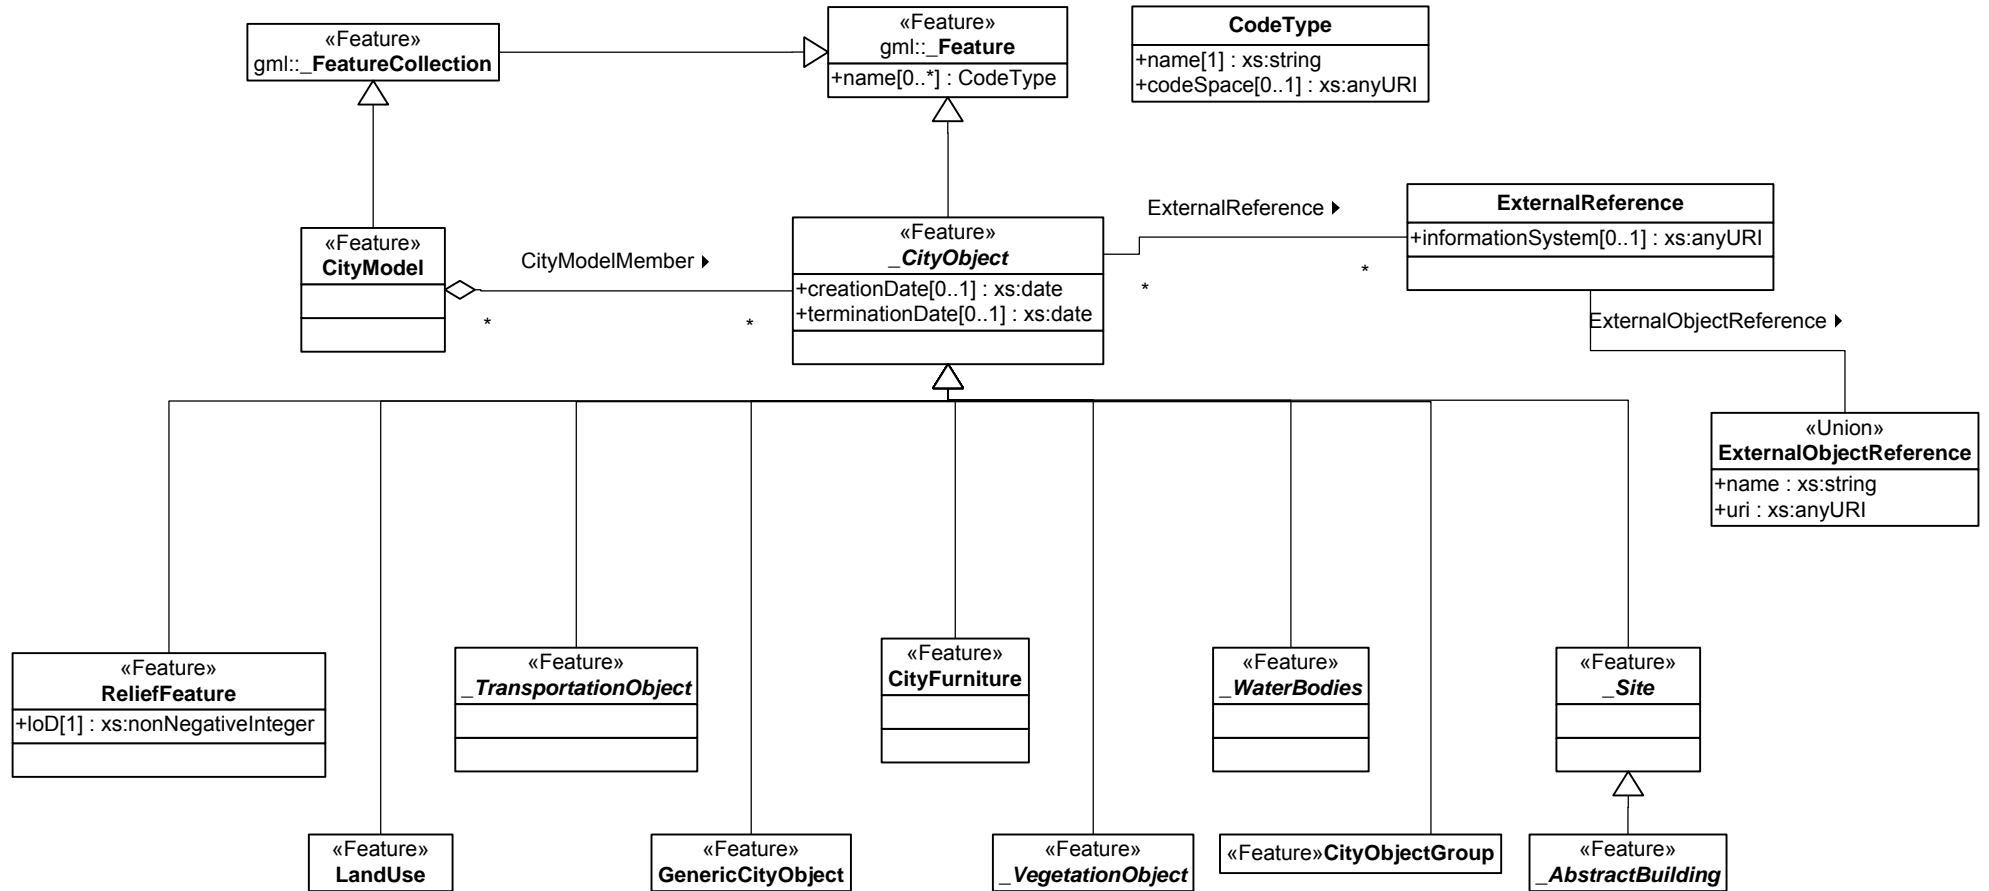 «Feature»
gml::_FeatureCollection
«Feature»
gml::_Feature
+name[0..*] : CodeType
CodeType
+name[1] : xs:string
+codeSpace[0..1] : xs:anyURI
«Feature»
CityModel
CityModelMember
*
*
«Feature»
_CityObject
+creationDate[0..1] : xs:date
+terminationDate[0..1] : xs:date
ExternalReference
*
*
ExternalReference
+informationSystem[0..1] : xs:anyURI
ExternalObjectReference
«Union»
ExternalObjectReference
+name : xs:string
+uri : xs:anyURI
«Feature»
ReliefFeature
+loD[1] : xs:nonNegativeInteger
«Feature»
_TransportationObject
«Feature»
CityFurniture
«Feature»
_WaterBodies
«Feature»
_Site
«Feature»
LandUse
«Feature»
GenericCityObject
«Feature»
_VegetationObject
«Feature»CityObjectGroup
«Feature»
_AbstractBuilding